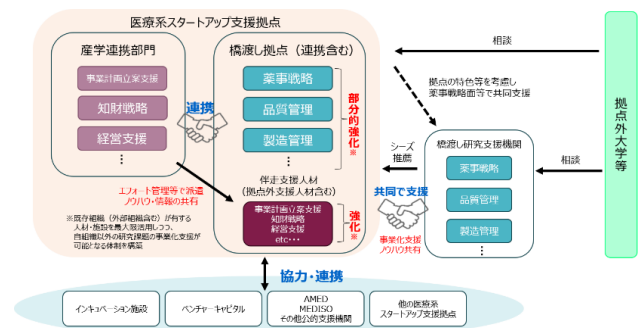 医療系スタートアップ支援拠点
産学連携部門
事業計画立案支援
知財戦略
経営支援
⋮
連携
橋渡し拠点（連携含む）
薬事戦略
品質管理
製造管理
⋮
部分的強化※
伴走支援人材
（拠点外支援人材含む）
事業計画立案支援
知財戦略
経営支援
etc…
強化※
エフォート管理等で派遣
ノウハウ・情報の共有
※既存組織（外部組織含む）が有する
人材・施設を最大限活用しつつ、
自組織以外の研究課題の事業化支援が
可能となる体制を構築
相談
拠点の特色等を考慮し
薬事戦略面等で共同支援
シーズ
推薦
共同で支援
事業化支援
ノウハウ共有
橋渡し研究支援機関
薬事戦略
品質管理
製造管理
⋮
相談
拠点外大学等
協力・連携
インキュベーション施設
ベンチャーキャピタル
AMED
MEDISO
その他公的支援機関
他の医療系
スタートアップ支援拠点